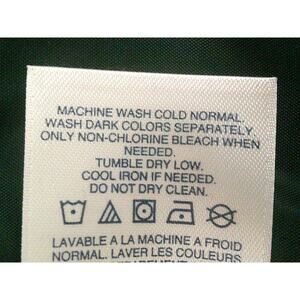 MACHINE WASH COLD NORMAL.
WASH DARK COLORS SEPARATELY.
ONLY NON-CHLORINE BLEACH WHEN
NEEDED.
TUMBLE DRY LOW.
COOL IRON IF NEEDED.
DO NOT DRY CLEAN.
LAVABLE A LA MACHINE A FROID
NORMAL. LAVER LES COULEURS